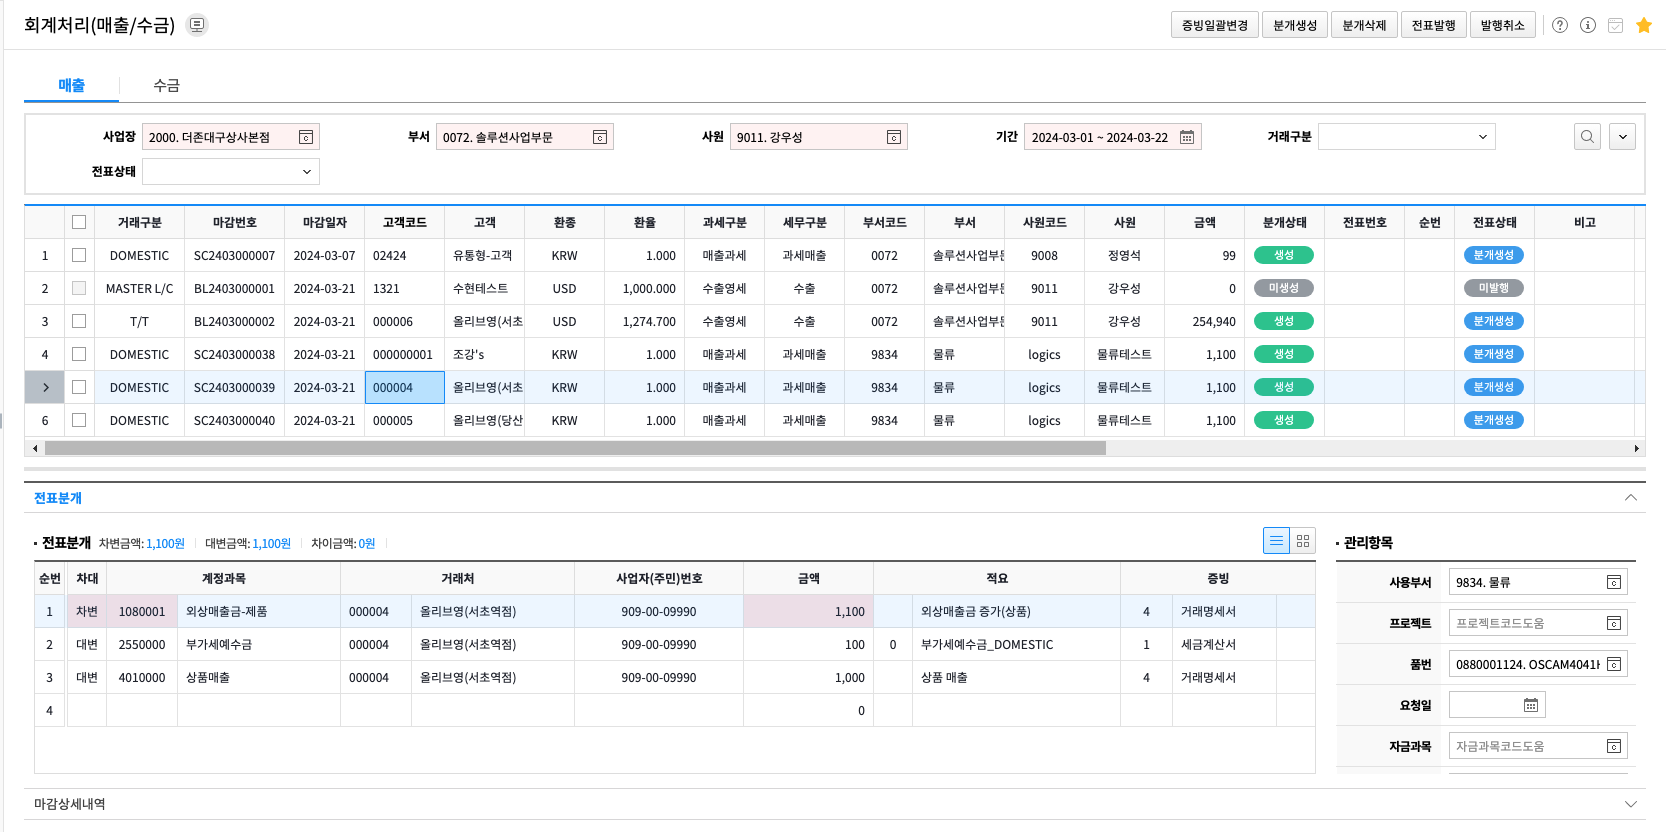 회계처리(매출/수금)
증빙일괄변경 분개생성 분개삭제 전표발행 발행취소
매출 수금
사업장 2000. 더존대구상사본점 부서 0072. 솔루션사업부문 사원 9011. 강우성 기간 2024-03-01 ~ 2024-03-22 거래구분
전표상태
거래구분 마감번호 마감일자 고객코드 고객 환종 환율 과세구분 세무구분 부서코드 부서 사원코드 사원 금액 분개상태 전표번호 순번 전표상태 비고
1 DOMESTIC SC2403000007 2024-03-07 02424 유통형-고객 KRW 1.000 매출과세 과세매출 0072 솔루션사업부문 9008 정영석 99 생성 분개생성
2 MASTER L/C BL2403000001 2024-03-21 1321 수현테스트 USD 1,000.000 수출영세 수출 0072 솔루션사업부문 9011 강우성 0 미생성 미발행
3 T/T BL2403000002 2024-03-21 000006 올리브영(서초 USD 1,274.700 수출영세 수출 0072 솔루션사업부문 9011 강우성 254,940 생성 분개생성
4 DOMESTIC SC2403000038 2024-03-21 000000001 조강's KRW 1.000 매출과세 과세매출 9834 물류 logics 물류테스트 1,100 생성 분개생성
DOMESTIC SC2403000039 2024-03-21 000004 올리브영(서초 KRW 1.000 매출과세 과세매출 9834 물류 logics 물류테스트 1,100 생성 분개생성
6 DOMESTIC SC2403000040 2024-03-21 000005 올리브영(당산 KRW 1.000 매출과세 과세매출 9834 물류 logics 물류테스트 1,100 생성 분개생성
전표분개
전표분개 차변금액: 1,100원 대변금액: 1,100원 차이금액: 0원
순번 차대 계정과목 거래처 사업자(주민)번호 금액 적요 증빙
1 차변 1080001 외상매출금-제품 000004 올리브영(서초역점) 909-00-09990 1,100 외상매출금 증가(상품) 4 거래명세서
2 대변 2550000 부가세예수금 000004 올리브영(서초역점) 909-00-09990 100 0 부가세예수금_DOMESTIC 1 세금계산서
3 대변 4010000 상품매출 000004 올리브영(서초역점) 909-00-09990 1,000 상품 매출 4 거래명세서
4 0
관리항목
사용부서 9834. 물류
프로젝트 프로젝트코드도움
품번 0880001124. OSCAM4041
요청일
자금과목 자금과목코드도움
마감상세내역